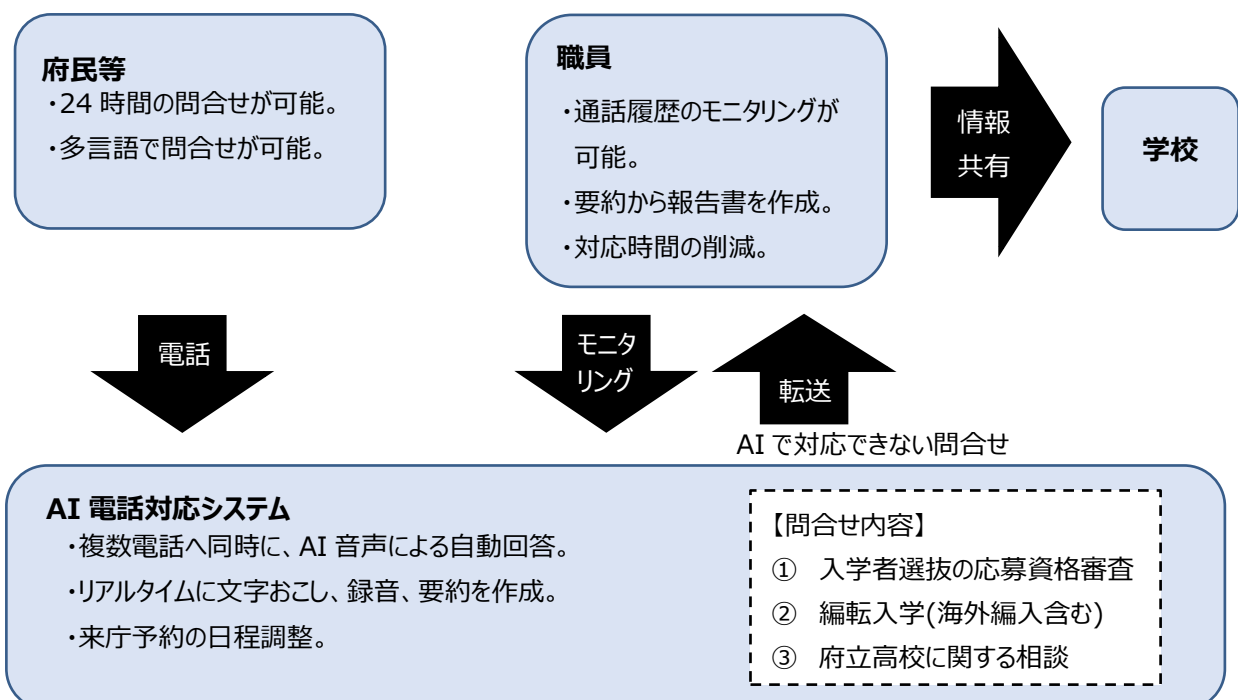 府民等
・24 時間の問合せが可能。
・多言語で問合せが可能。
職員
・通話履歴のモニタリングが
可能。
・要約から報告書を作成。
・対応時間の削減。
情報
共有
学校
電話
モニタ
リング
転送
AI で対応できない問合せ
AI 電話対応システム
・複数電話へ同時に、AI 音声による自動回答。
・リアルタイムに文字おこし、録音、要約を作成。
・来庁予約の日程調整。
【問合せ内容】
① 入学者選抜の応募資格審査
② 編転入学(海外編入含む)
③ 府立高校に関する相談